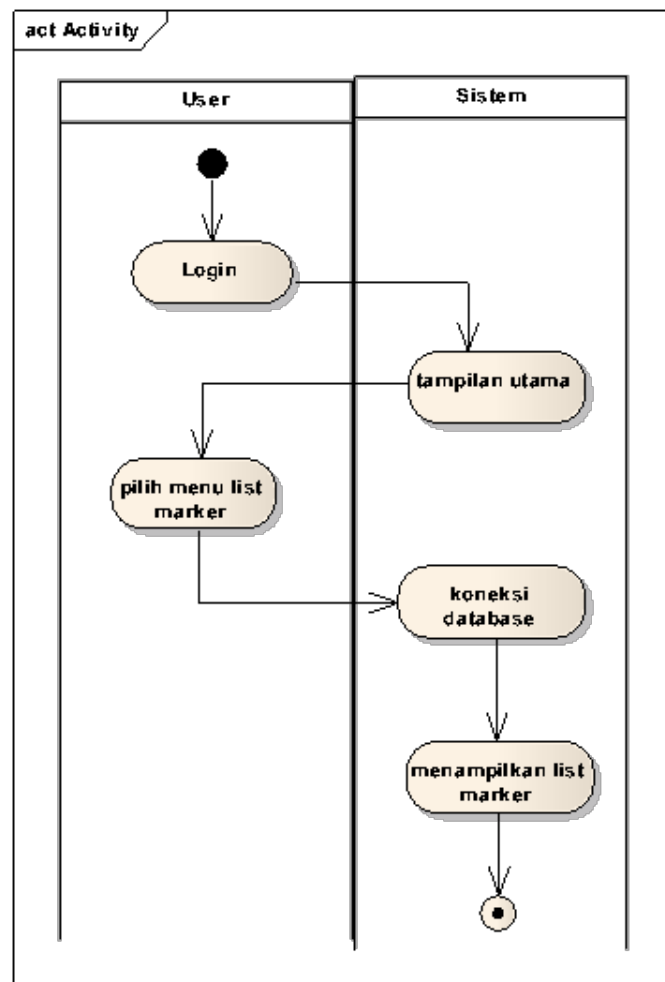 act Activity
User
Sistem
Login
tampilan utama
pilih menu list
marker
koneksi
database
menampilkan list
marker